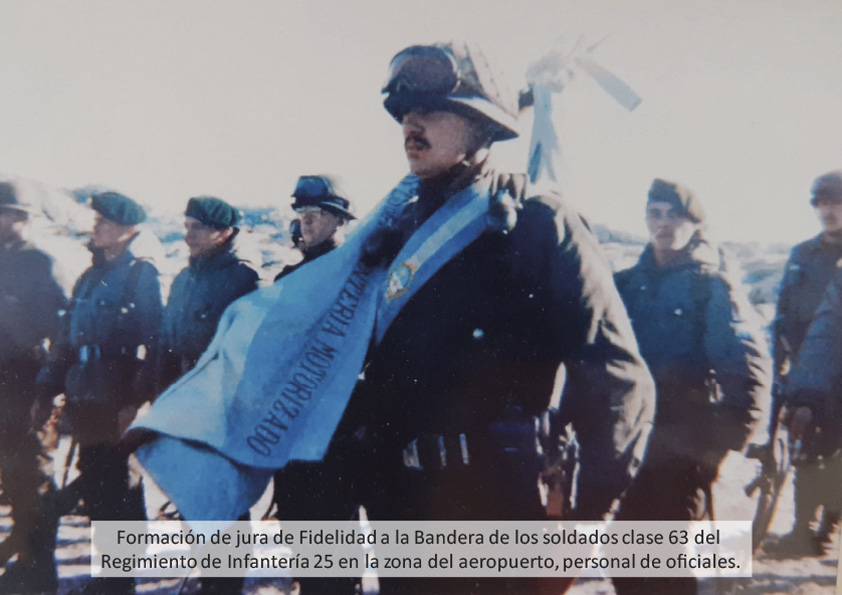 INFANTERIA MOTORIZADO
Formación de jura de Fidelidad a la Bandera de los soldados clase 63 del
Regimiento de Infantería 25 en la zona del aeropuerto, personal de oficiales.